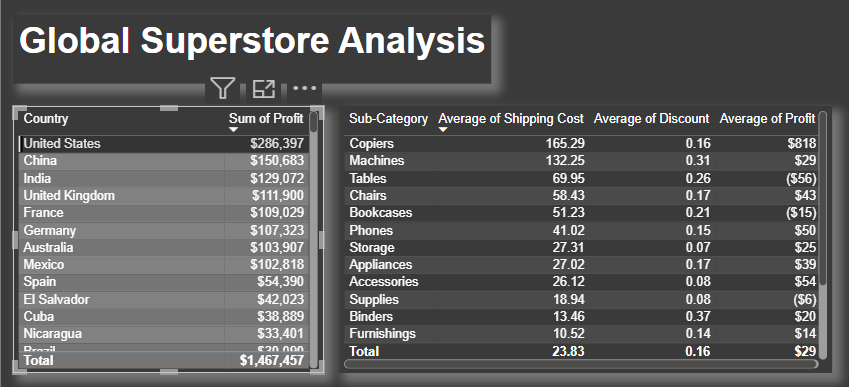 Global Superstore Analysis
Country Sum of Profit
United States $286,397
China $150,683
India $129,072
United Kingdom $111,900
France $109,029
Germany $107,323
Australia $103,907
Mexico $102,818
Spain $54,390
El Salvador $42,023
Cuba $38,889
Nicaragua $33,401
Brazil $30,090
Total $1,467,457
Sub-Category Average of Shipping Cost Average of Discount Average of Profit
Copiers 165.29 0.16 $818
Machines 132.25 0.31 $29
Tables 69.95 0.26 ($56)
Chairs 58.43 0.17 $43
Bookcases 51.23 0.21 ($15)
Phones 41.02 0.15 $50
Storage 27.31 0.07 $25
Appliances 27.02 0.17 $39
Accessories 26.12 0.08 $54
Supplies 18.94 0.08 ($6)
Binders 13.46 0.37 $20
Furnishings 10.52 0.14 $14
Total 23.83 0.16 $29